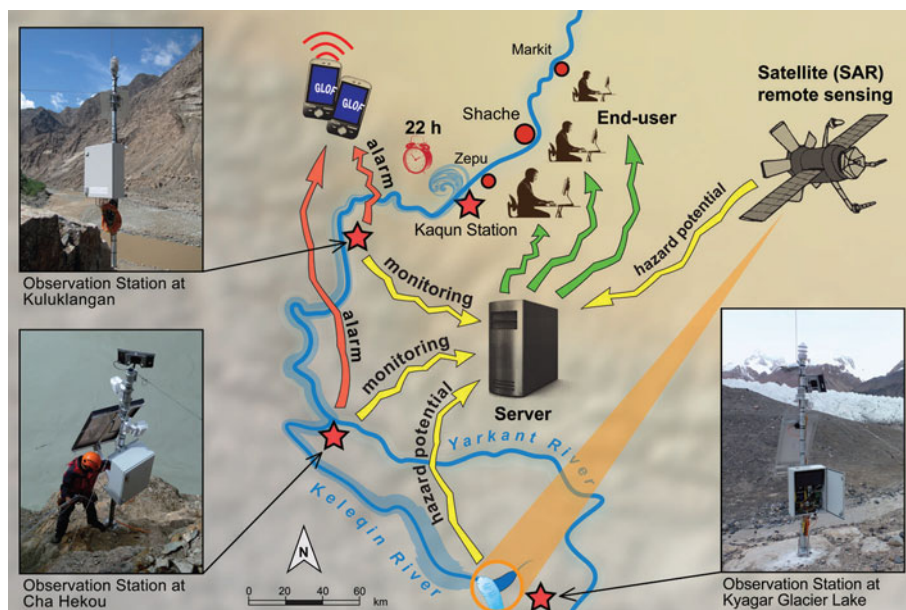 Markit
Satellite (SAR)
remote sensing
GLOF
GLOF
Shache
End-user
22 h
alarm
Zepu
Kaqun Station
hazard potential
Observation Station at
Kuluklangan
monitoring
alarm
monitoring
Server
hazard potential
Yarkant River
Keleqin River
N
0 20 40 60 km
Observation Station at
Cha Hekou
Observation Station at
Kyagar Glacier Lake